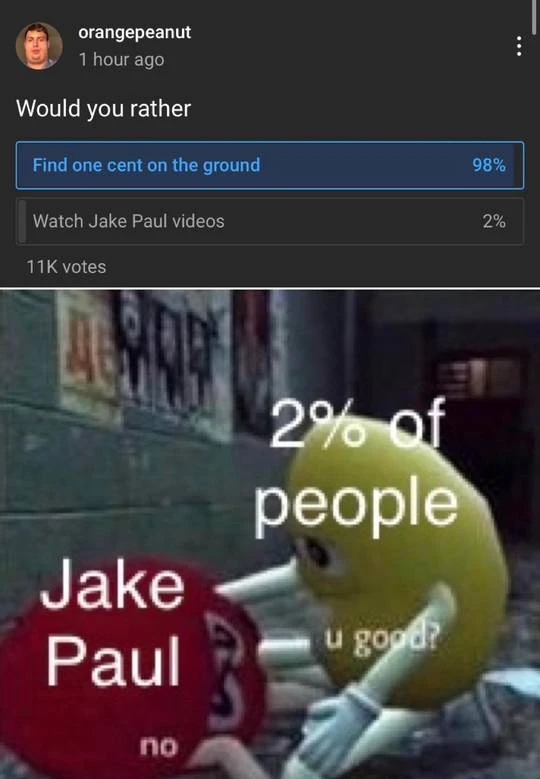 orangepeanut
1 hour ago
Would you rather
Find one cent on the ground 98%
Watch Jake Paul videos 2%
11K votes
2% of
people
Jake
Paul
u good?
no